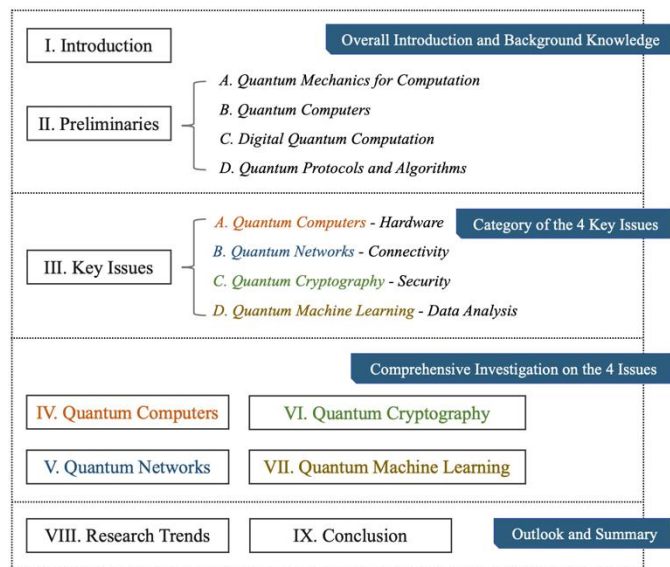 I. Introduction
Overall Introduction and Background Knowledge
II. Preliminaries
A. Quantum Mechanics for Computation
B. Quantum Computers
C. Digital Quantum Computation
D. Quantum Protocols and Algorithms
Category of the 4 Key Issues
III. Key Issues
A. Quantum Computers - Hardware
B. Quantum Networks - Connectivity
C. Quantum Cryptography - Security
D. Quantum Machine Learning - Data Analysis
Comprehensive Investigation on the 4 Issues
IV. Quantum Computers
VI. Quantum Cryptography
V. Quantum Networks
VII. Quantum Machine Learning
VIII. Research Trends
IX. Conclusion
Outlook and Summary